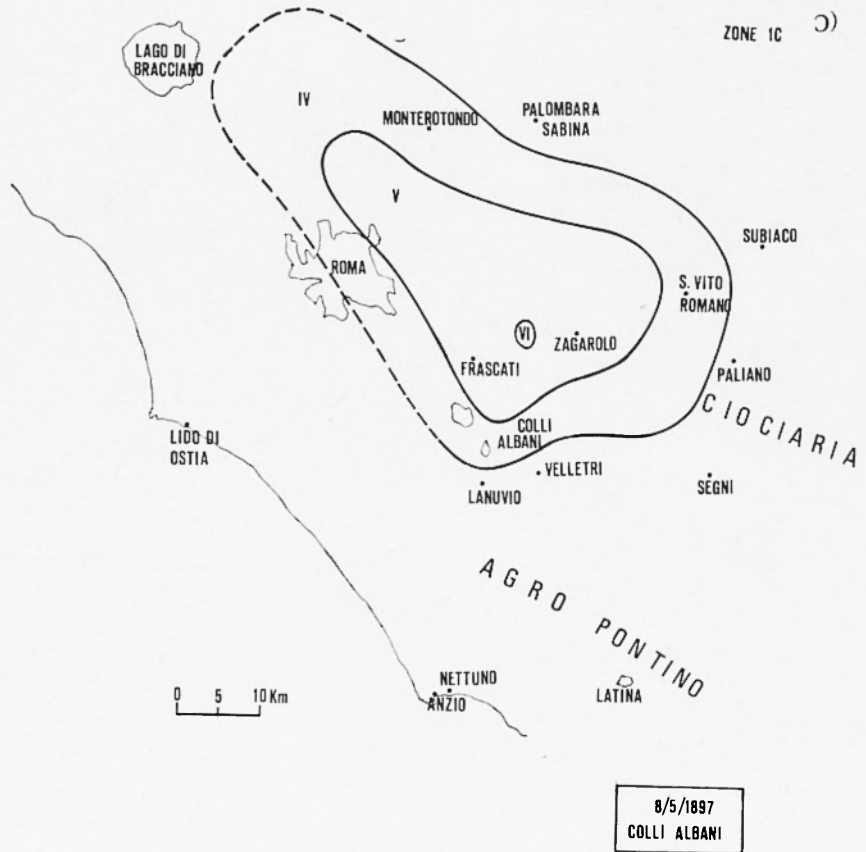 ZONE 1C
C)
LAGO DI
BRACCIANO
IV
MONTEROTONDO
PALOMBARA
SABINA
V
SUBIACO
ROMA
S. VITO
ROMANO
VI
ZAGAROLO
FRASCATI
PALIANO
CIOCIARIA
COLLI
ALBANI
LIDO DI
OSTIA
VELLETRI
LANUVIO
SEGNI
AGRO PONTINO
0 5 10 Km
NETTUNO
ANZIO
LATINA
8/5/1897
COLLI ALBANI